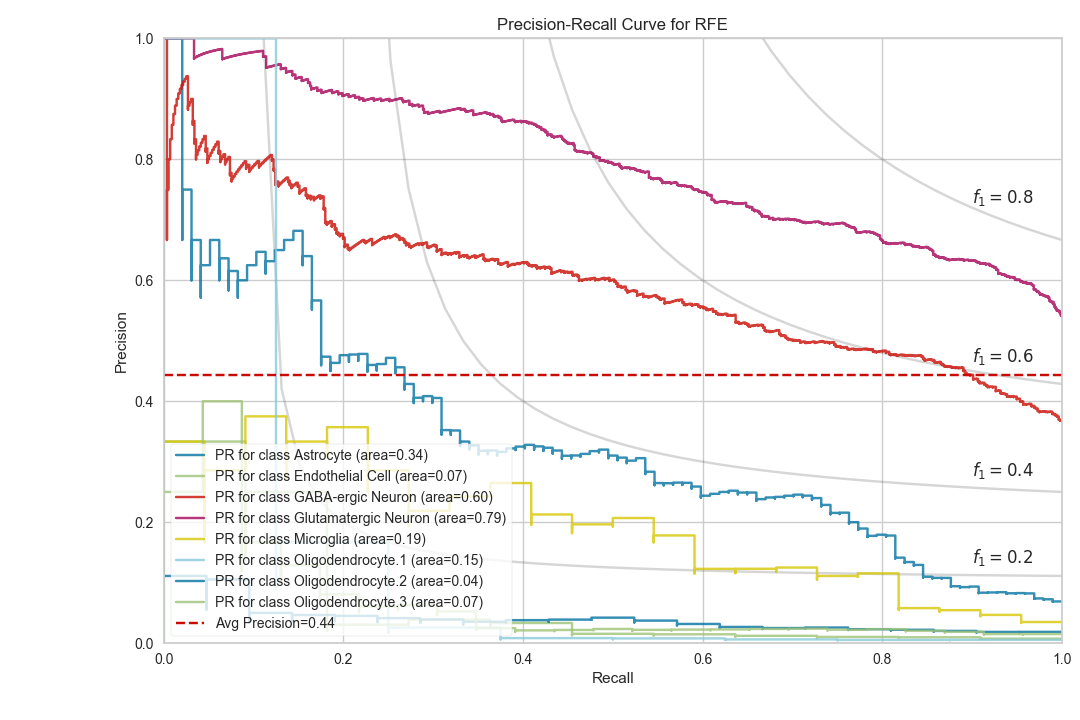 Precision-Recall Curve for RFE
1.0
0.8
0.6
0.4
0.2
0.0
Precision
f1 = 0.8
f1 = 0.6
f1 = 0.4
f1 = 0.2
PR for class Astrocyte (area=0.34)
PR for class Endothelial Cell (area=0.07)
PR for class GABA-ergic Neuron (area=0.60)
PR for class Glutamatergic Neuron (area=0.79)
PR for class Microglia (area=0.19)
PR for class Oligodendrocyte.1 (area=0.15)
PR for class Oligodendrocyte.2 (area=0.04)
PR for class Oligodendrocyte.3 (area=0.07)
Avg Precision=0.44
0.0 0.2 0.4 0.6 0.8 1.0
Recall